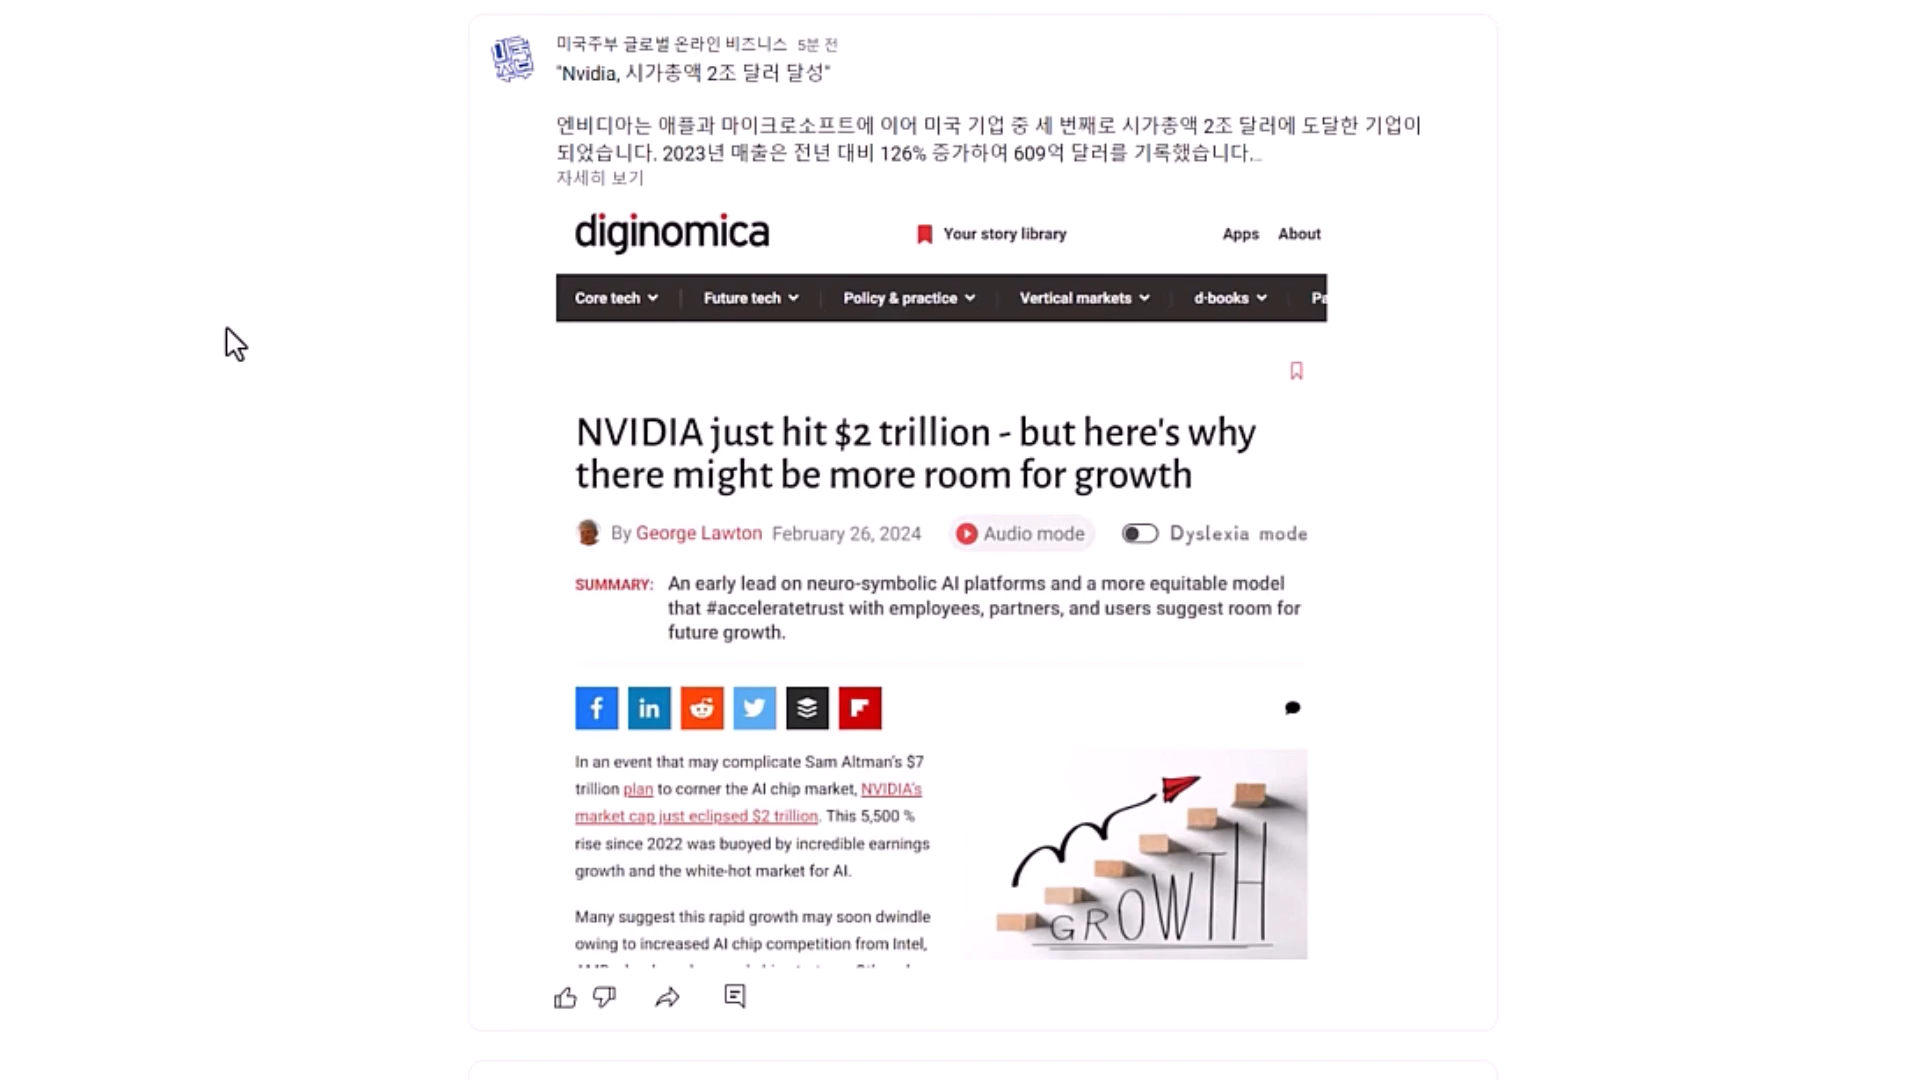 미국주부 글로벌 온라인 비즈니스 5분 전
"Nvidia, 시가총액 2조 달러 달성"
엔비디아는 애플과 마이크로소프트에 이어 미국 기업 중 세 번째로 시가총액 2조 달러에 도달한 기업이
되었습니다. 2023년 매출은 전년 대비 126% 증가하여 609억 달러를 기록했습니다...
자세히 보기
diginomica
Your story library
Apps About
Core tech Future tech Policy & practice Vertical markets d·books Pa
NVIDIA just hit $2 trillion - but here's why
there might be more room for growth
By George Lawton February 26, 2024 Audio mode Dyslexia mode
SUMMARY: An early lead on neuro-symbolic AI platforms and a more equitable model
that #acceleratetrust with employees, partners, and users suggest room for
future growth.
In an event that may complicate Sam Altman's $7
trillion plan to corner the AI chip market, NVIDIA's
market cap just eclipsed $2 trillion. This 5,500 %
rise since 2022 was buoyed by incredible earnings
growth and the white-hot market for AI.
Many suggest this rapid growth may soon dwindle
owing to increased AI chip competition from Intel,
GROWTH